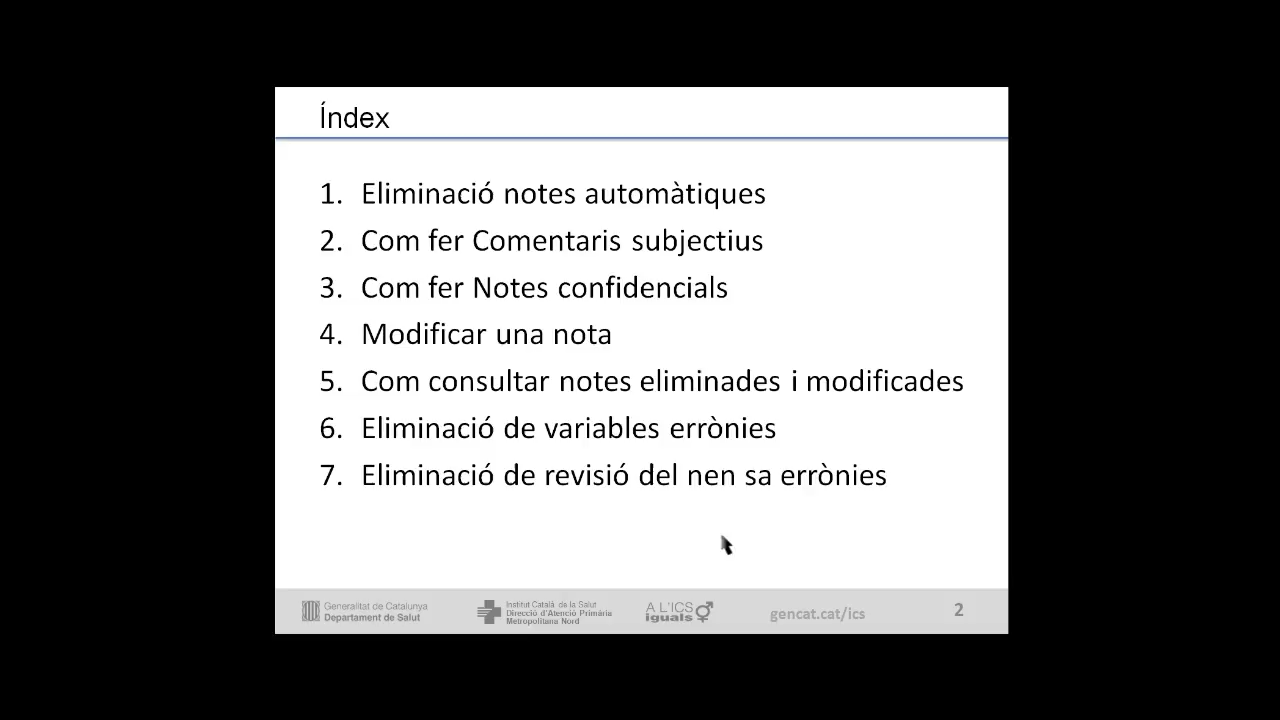 Índex
1. Eliminació notes automàtiques
2. Com fer Comentaris subjectius
3. Com fer Notes confidencials
4. Modificar una nota
5. Com consultar notes eliminades i modificades
6. Eliminació de variables errònies
7. Eliminació de revisió del nen sa errònies
Generalitat de Catalunya
Departament de Salut
Institut Català de la Salut
Direcció d'Atenció Primària
Metropolitana Nord
A L'ICS
iguals
gencat.cat/ics
2